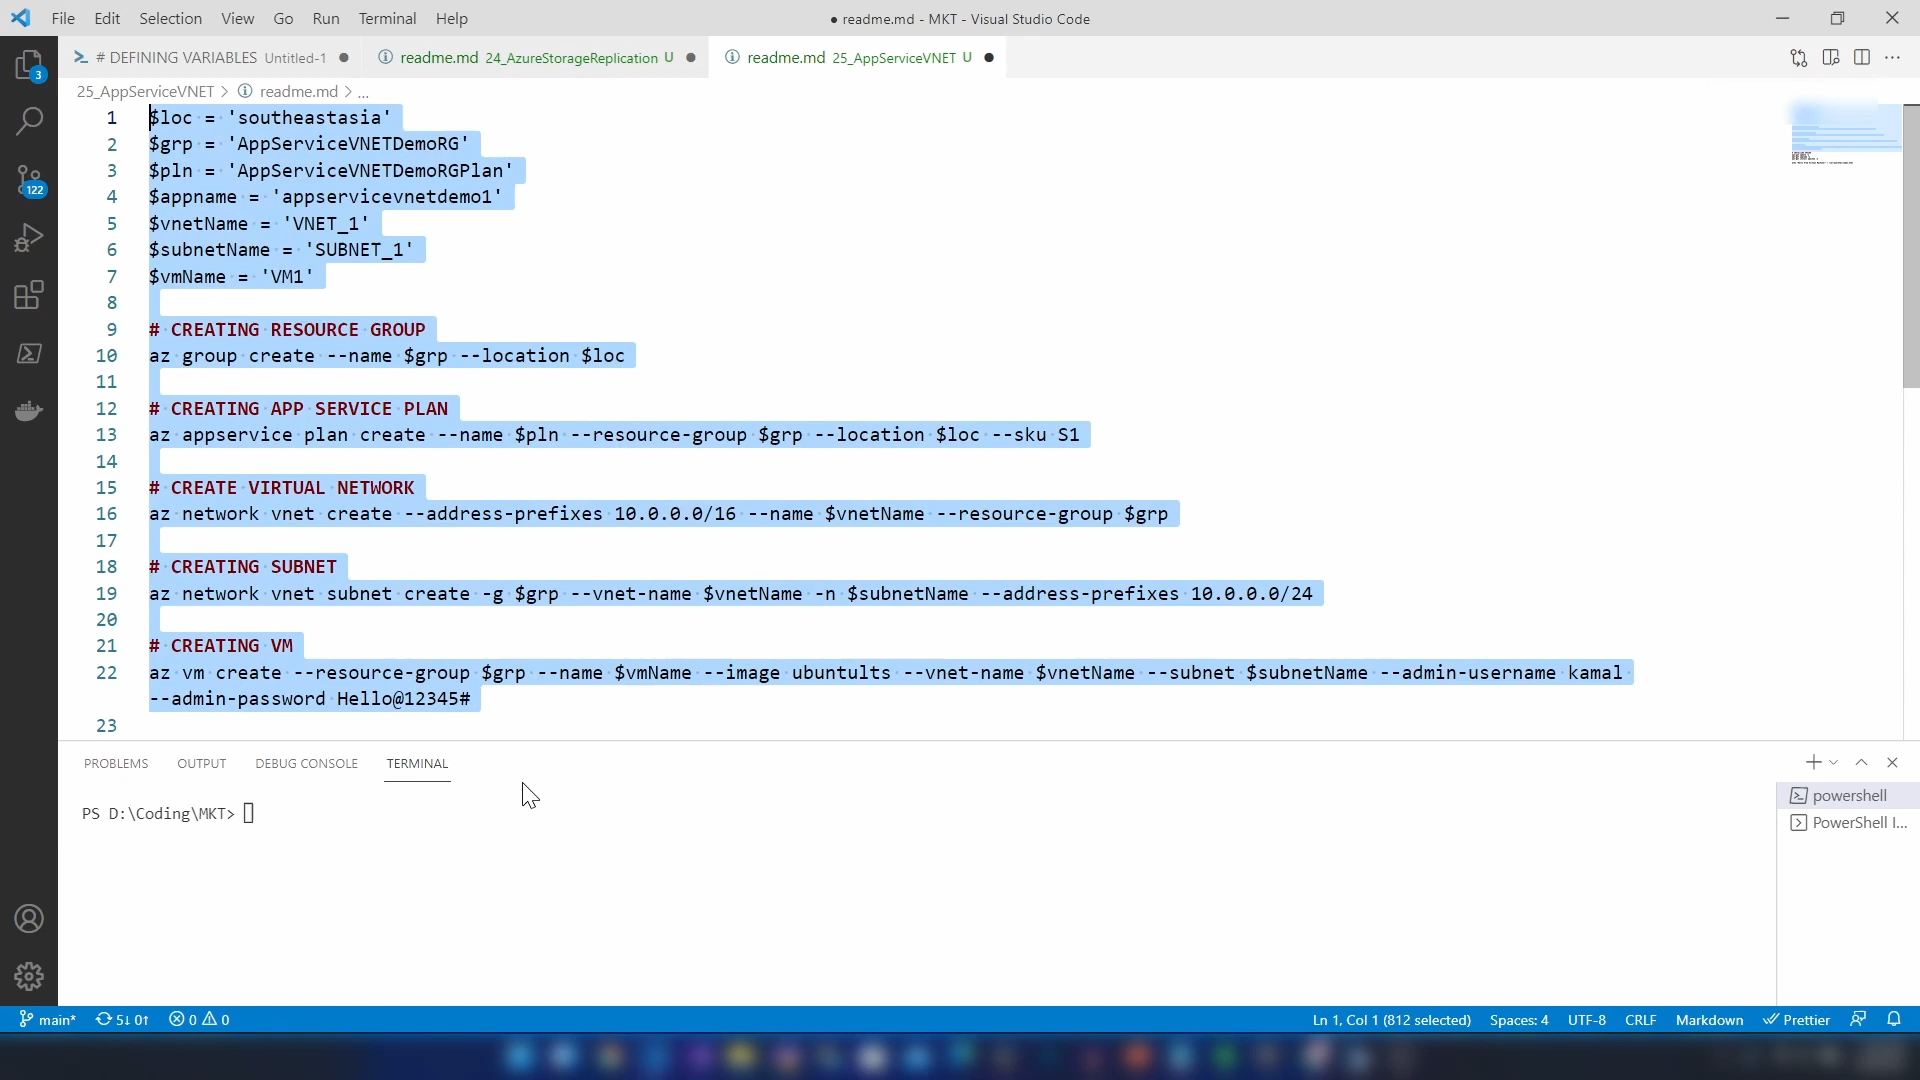 File Edit Selection View Go Run Terminal Help
● readme.md - MKT - Visual Studio Code
# DEFINING VARIABLES Untitled-1 ●
readme.md 24_AzureStorageReplication U ●
readme.md 25_AppServiceVNET U ●
25_AppServiceVNET > readme.md > ...
3
122
1 $loc = 'southeastasia'
2 $grp = 'AppServiceVNETDemoRG'
3 $pln = 'AppServiceVNETDemoRGPlan'
4 $appname = 'appservicevnetdemo1'
5 $vnetName = 'VNET_1'
6 $subnetName = 'SUBNET_1'
7 $vmName = 'VM1'
8
9 # CREATING RESOURCE GROUP
10 az group create --name $grp --location $loc
11
12 # CREATING APP SERVICE PLAN
13 az appservice plan create --name $pln --resource-group $grp --location $loc --sku S1
14
15 # CREATE VIRTUAL NETWORK
16 az network vnet create --address-prefixes 10.0.0.0/16 --name $vnetName --resource-group $grp
17
18 # CREATING SUBNET
19 az network vnet subnet create -g $grp --vnet-name $vnetName -n $subnetName --address-prefixes 10.0.0.0/24
20
21 # CREATING VM
22 az vm create --resource-group $grp --name $vmName --image ubuntults --vnet-name $vnetName --subnet $subnetName --admin-username kamal
--admin-password Hello@12345#
23
PROBLEMS OUTPUT DEBUG CONSOLE TERMINAL
PS D:\Coding\MKT>
powershell
PowerShell I...
main* 5↓ 0↑ 0 0
Ln 1, Col 1 (812 selected) Spaces: 4 UTF-8 CRLF Markdown Prettier